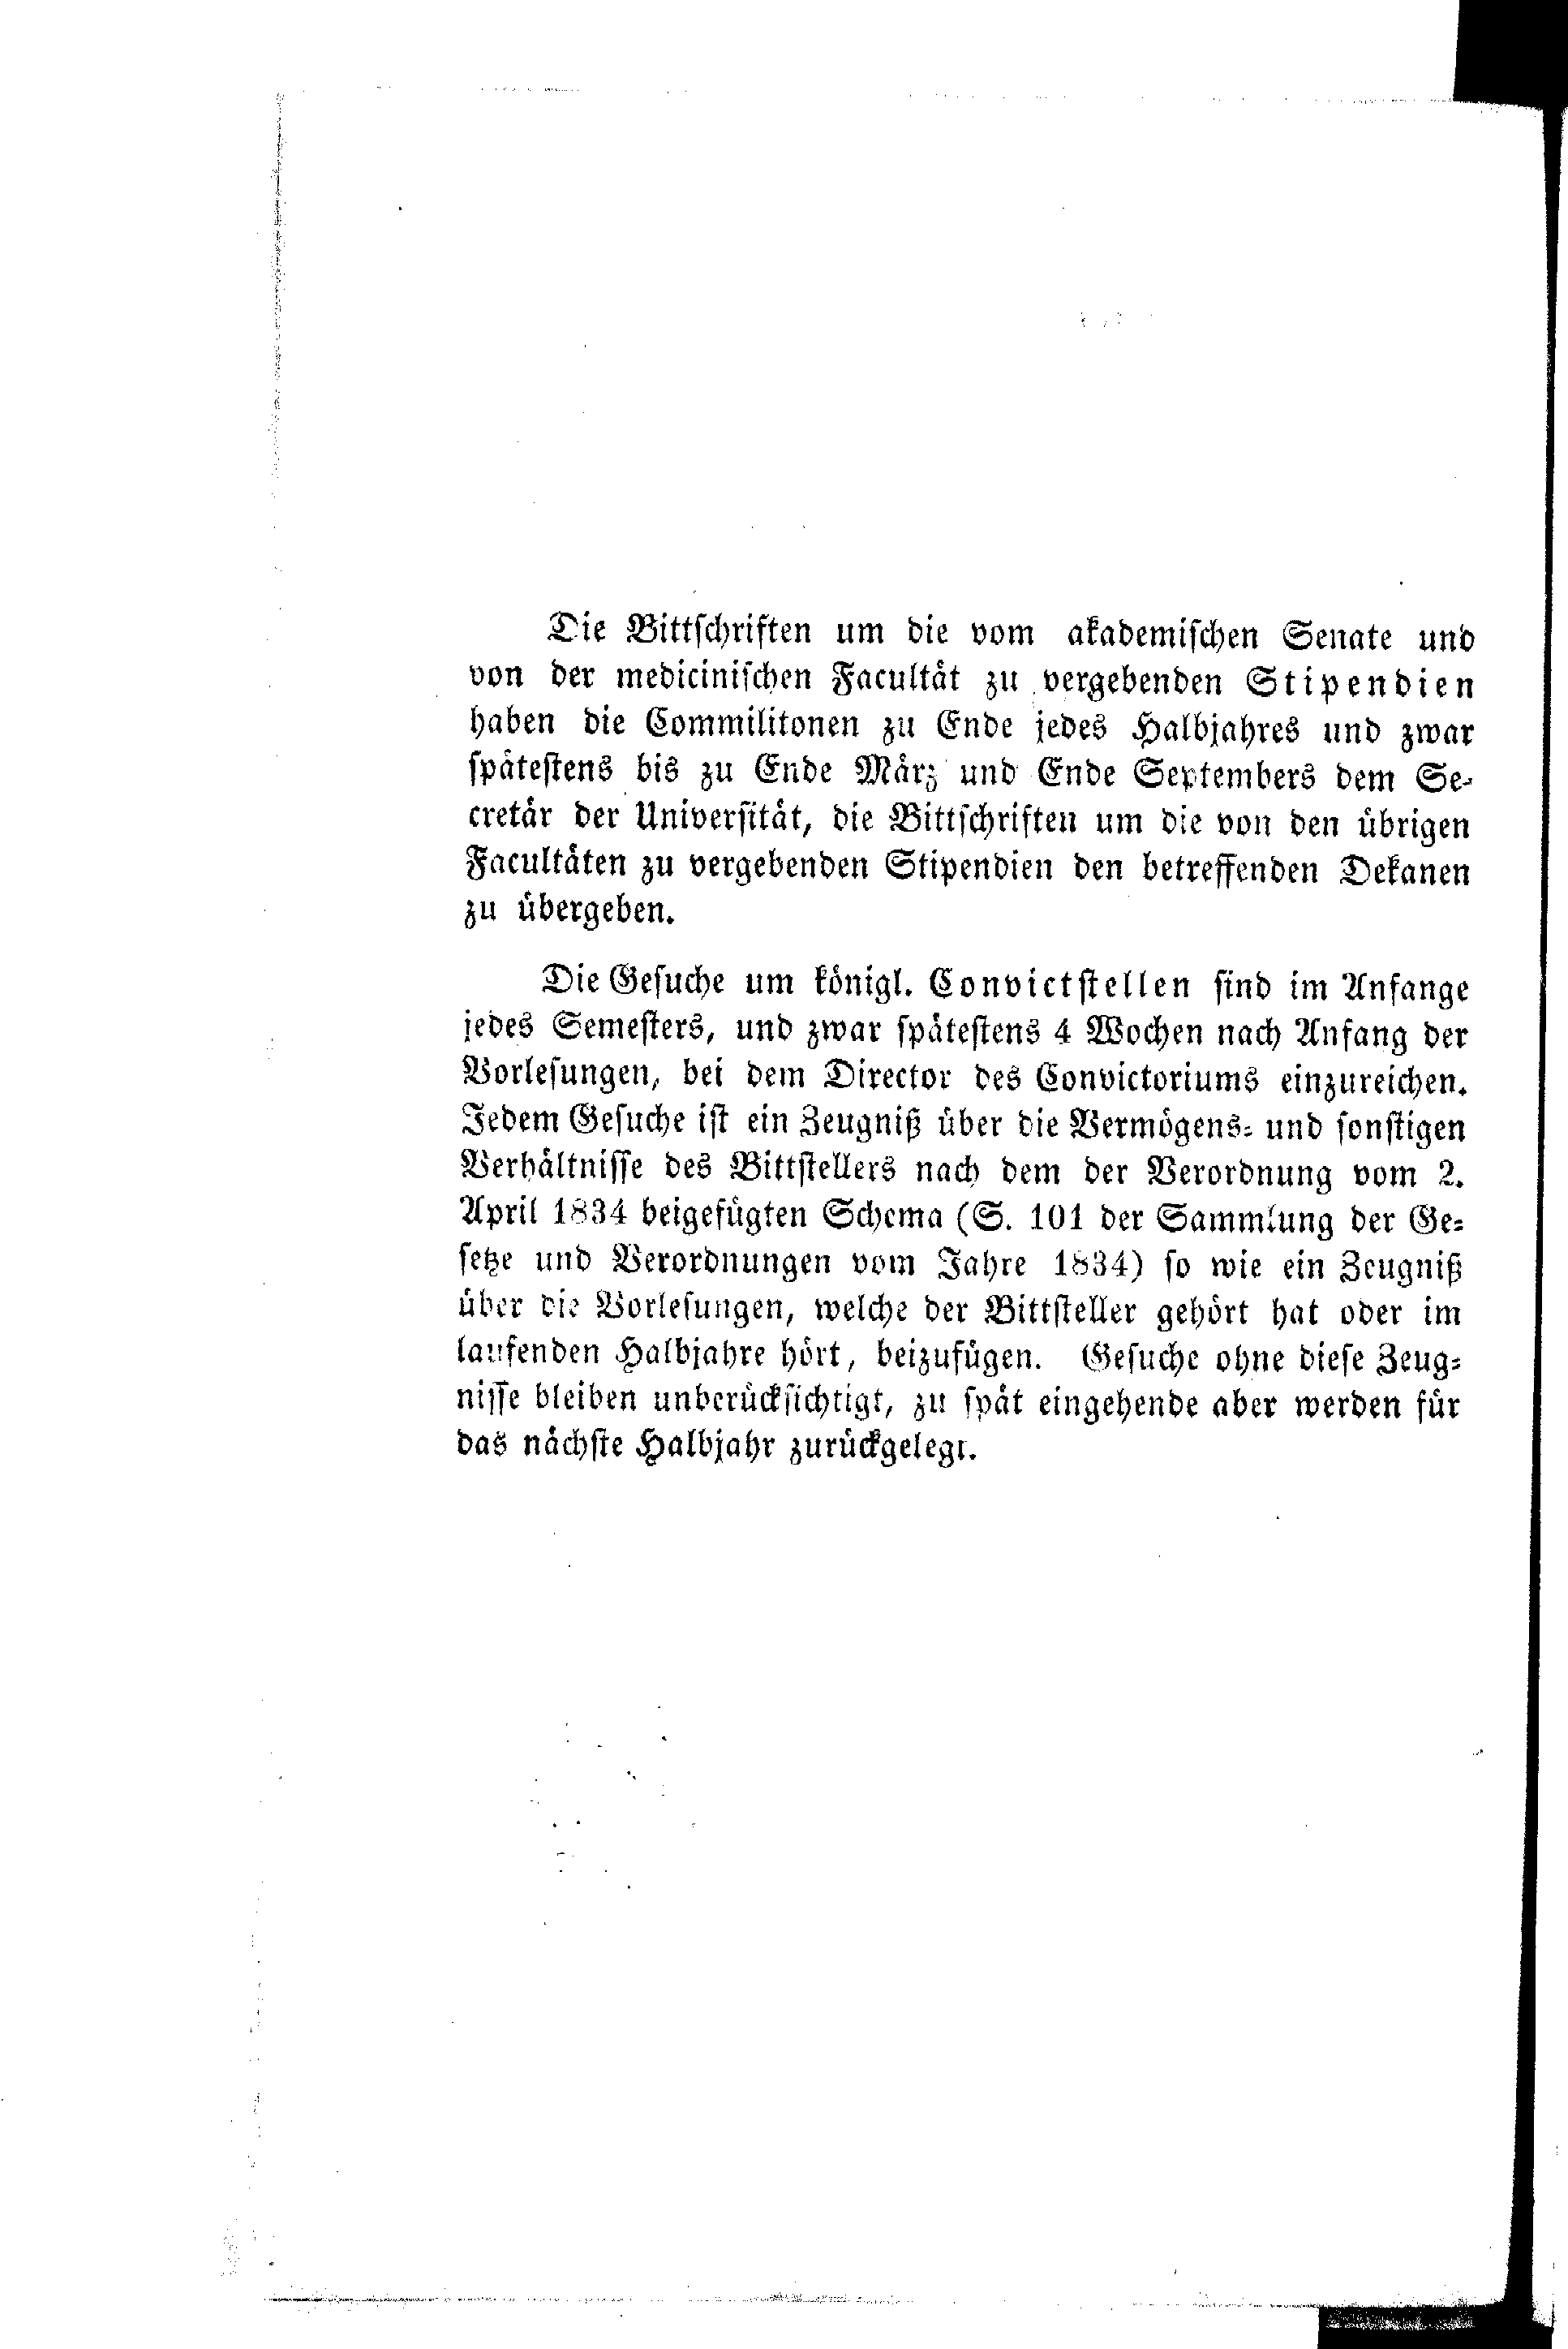 Die Bittschriften um die vom akademischen Senate und
von der medicinischen Facultät zu vergebenden Stipendien
haben die Commilitonen zu Ende jedes Halbjahres und zwar
spätestens bis zu Ende März und Ende Septembers dem Se-
cretär der Universität, die Bittschriften um die von den übrigen
Facultäten zu vergebenden Stipendien den betreffenden Dekanen
zu übergeben.
Die Gesuche um königl. Convictstellen sind im Anfange
jedes Semesters, und zwar spätestens 4 Wochen nach Anfang der
Vorlesungen, bei dem Director des Convictoriums einzureichen.
Jedem Gesuche ist ein Zeugniß über die Vermögens- und sonstigen
Verhältnisse des Bittstellers nach dem der Verordnung vom 2.
April 1834 beigefügten Schema (S. 101 der Sammlung der Ge-
setze und Verordnungen vom Jahre 1834) so wie ein Zeugniß
über die Vorlesungen, welche der Bittsteller gehört hat oder im
laufenden Halbjahre hört, beizufügen. Gesuche ohne diese Zeug-
nisse bleiben unberücksichtigt, zu spät eingehende aber werden für
das nächste Halbjahr zurückgelegt.